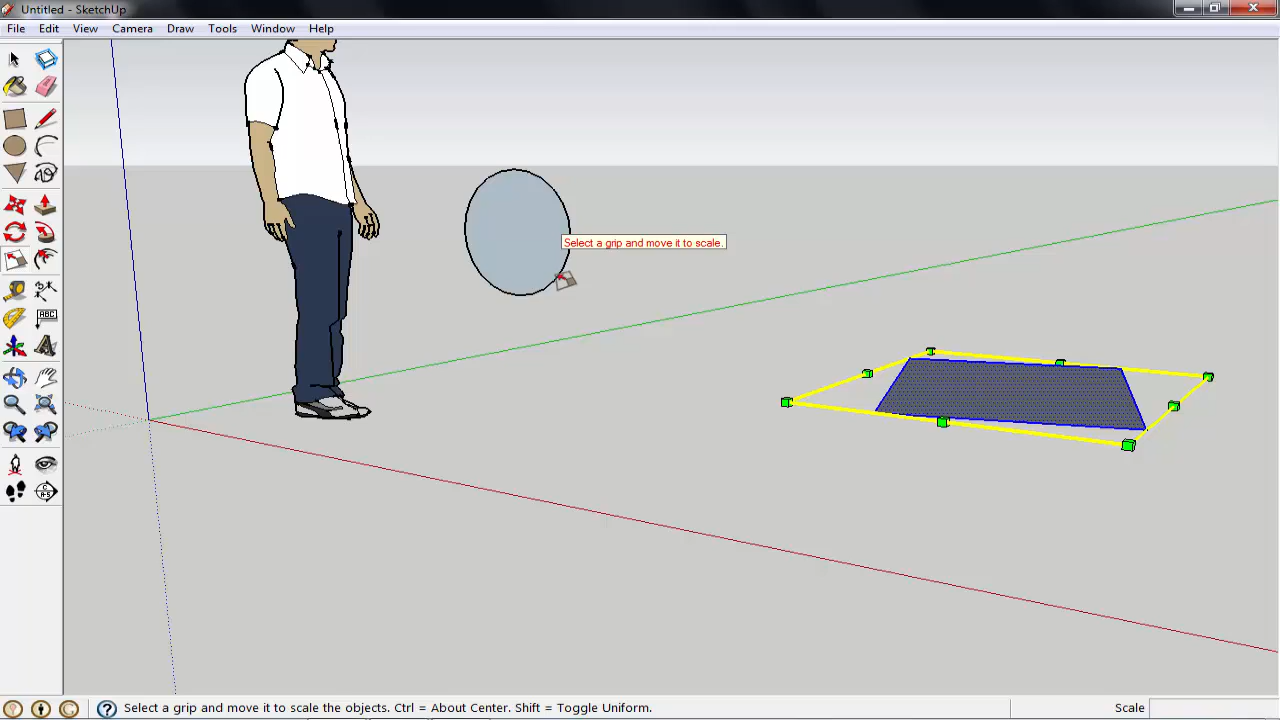 Untitled - SketchUp
File Edit View Camera Draw Tools Window Help
Select a grip and move it to scale.
ABC
Select a grip and move it to scale the objects. Ctrl = About Center. Shift = Toggle Uniform.
Scale